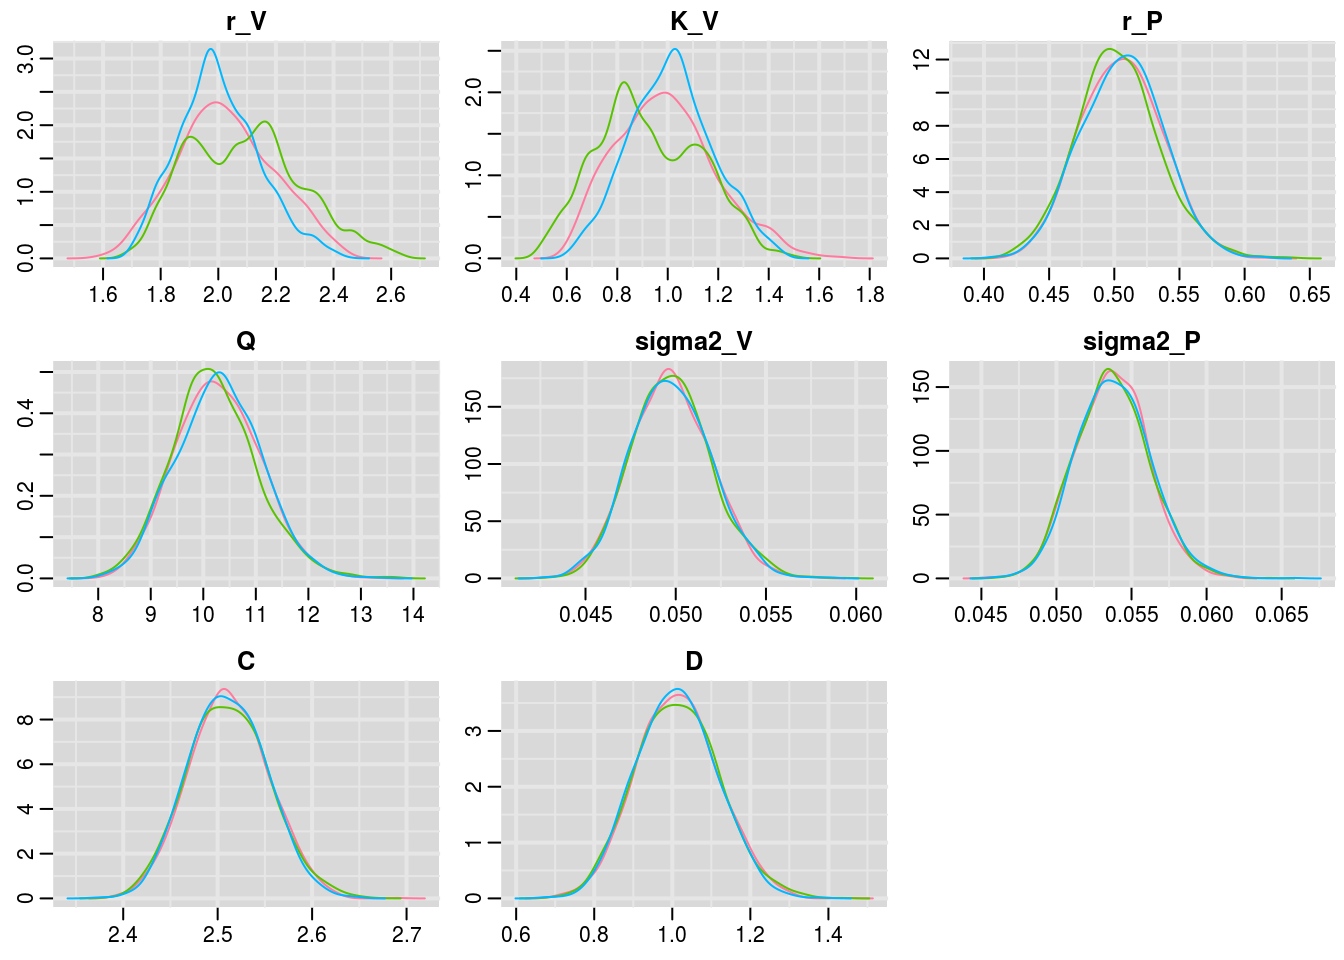 r_V K_V r_P
3.0 2.0 1.0 0.0
1.6 1.8 2.0 2.2 2.4 2.6
2.0 1.0 0.0
0.4 0.6 0.8 1.0 1.2 1.4 1.6 1.8
12 8 6 4 2 0
0.40 0.45 0.50 0.55 0.60 0.65
Q sigma2_V sigma2_P
0.4 0.2 0.0
8 9 10 11 12 13 14
150 100 50 0
0.045 0.050 0.055 0.060
150 100 50 0
0.045 0.050 0.055 0.060 0.065
C D
8 6 4 2 0
2.4 2.5 2.6 2.7
3 2 1 0
0.6 0.8 1.0 1.2 1.4